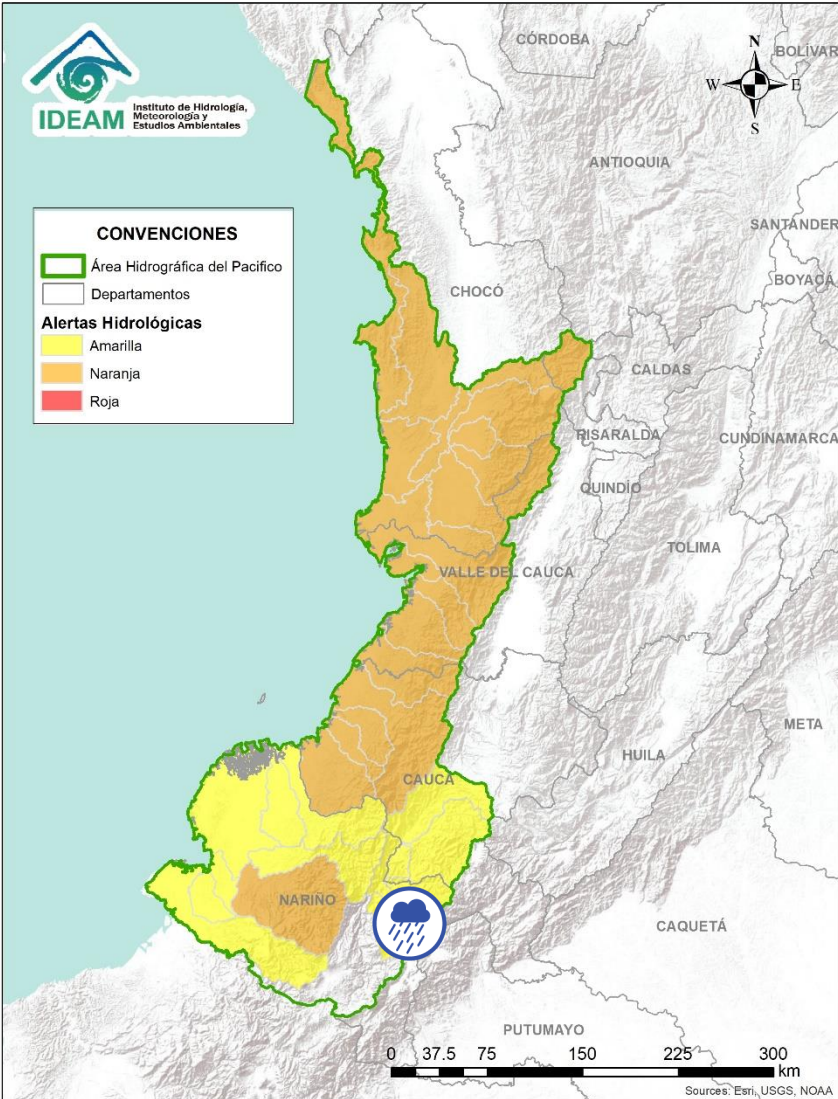 IDEAM
Instituto de Hidrología,
Meteorología y
Estudios Ambientales
CONVENCIONES
Área Hidrográfica del Pacifico
Departamentos
Alertas Hidrológicas
Amarilla
Naranja
Roja
N
W
E
S
CÓRDOBA
BOLÍVAR
ANTIOQUIA
SANTANDER
BOYACÁ
CHOCÓ
CALDAS
RISARALDA
CUNDINAMARCA
QUINDÍO
TOLIMA
VALLE DEL CAUCA
META
HUILA
CAUCA
NARIÑO
CAQUETÁ
PUTUMAYO
0 37.5 75 150 225 300
km
Sources: Esri, USGS, NOAA